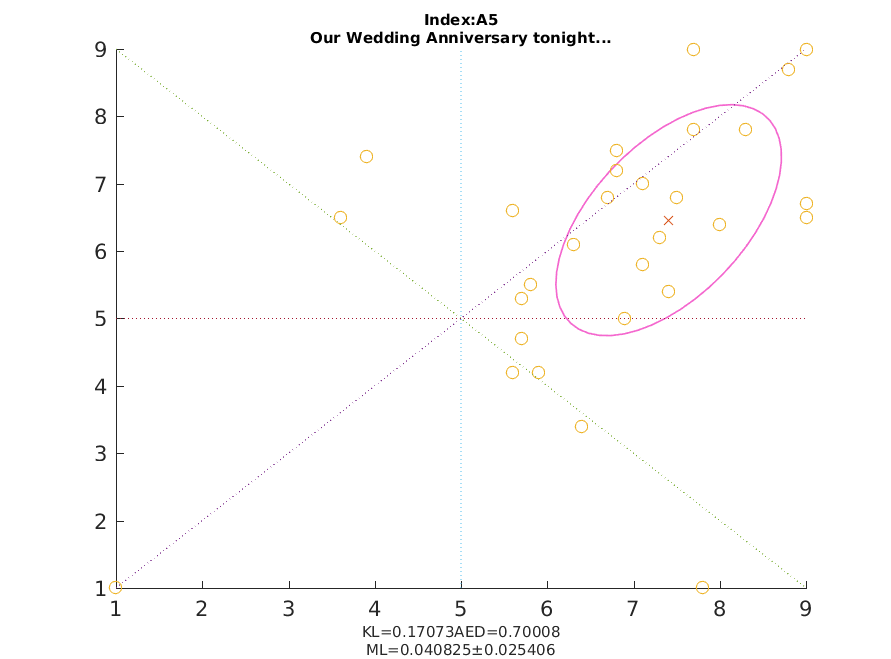 Index:A5
Our Wedding Anniversary tonight...
9
8
7
6
5
4
3
2
1
1 2 3 4 5 6 7 8 9
KL=0.17073AED=0.70008
ML=0.040825±0.025406